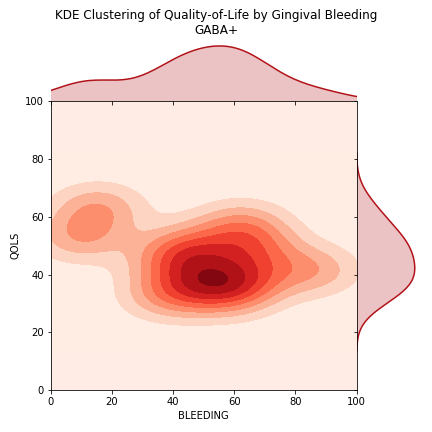 KDE Clustering of Quality-of-Life by Gingival Bleeding
GABA+
100
80
60
40
20
0
QOLS
0 20 40 60 80 100
BLEEDING